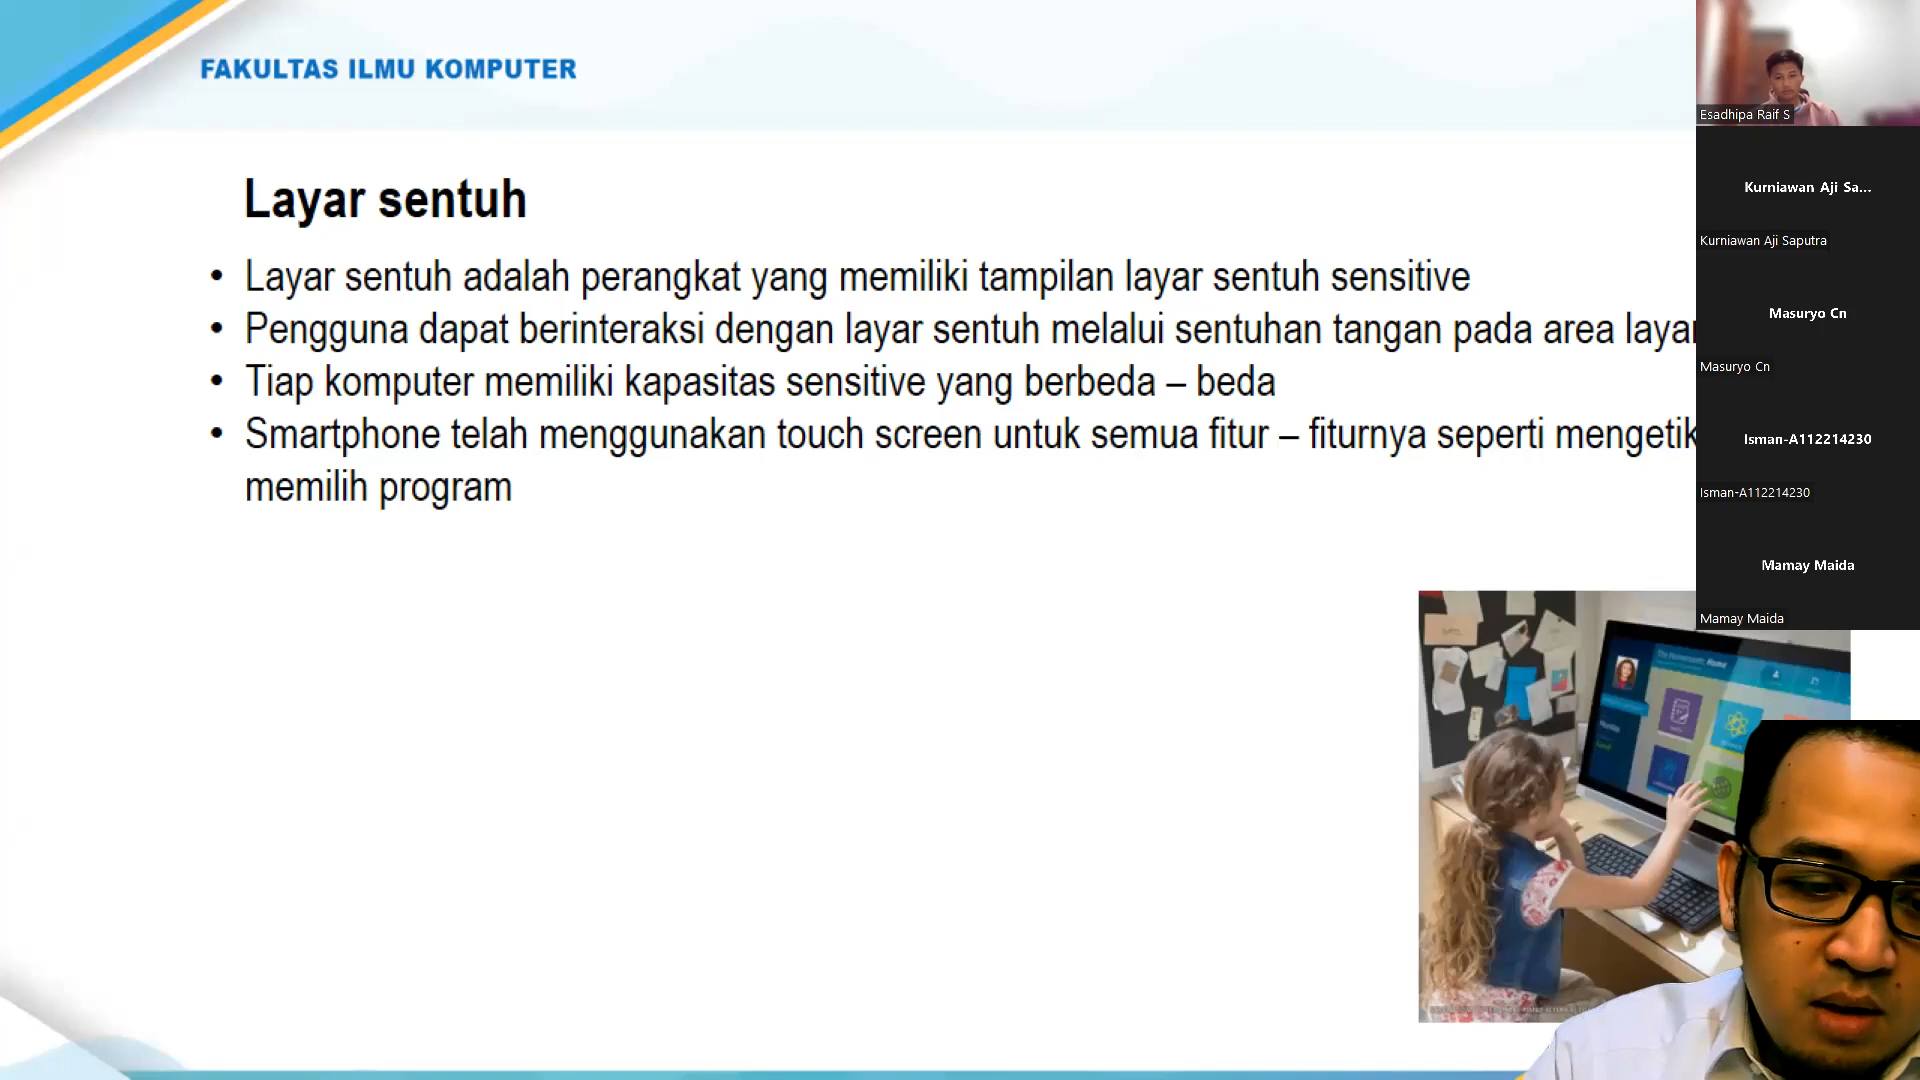 FAKULTAS ILMU KOMPUTER
Layar sentuh
• Layar sentuh adalah perangkat yang memiliki tampilan layar sentuh sensitive
• Pengguna dapat berinteraksi dengan layar sentuh melalui sentuhan tangan pada area layar
• Tiap komputer memiliki kapasitas sensitive yang berbeda – beda
• Smartphone telah menggunakan touch screen untuk semua fitur – fiturnya seperti mengetik
memilih program
Esadhipa Raif S
Kurniawan Aji Sa...
Kurniawan Aji Saputra
Masuryo Cn
Masuryo Cn
Isman-A112214230
Isman-A112214230
Mamay Maida
Mamay Maida